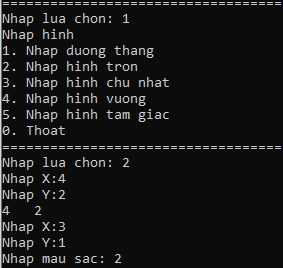 ===================================
Nhap lua chon: 1
Nhap hinh
1. Nhap duong thang
2. Nhap hinh tron
3. Nhap hinh chu nhat
4. Nhap hinh vuong
5. Nhap hinh tam giac
0. Thoat
===================================
Nhap lua chon: 2
Nhap X:4
Nhap Y:2
4   2
Nhap X:3
Nhap Y:1
Nhap mau sac: 2